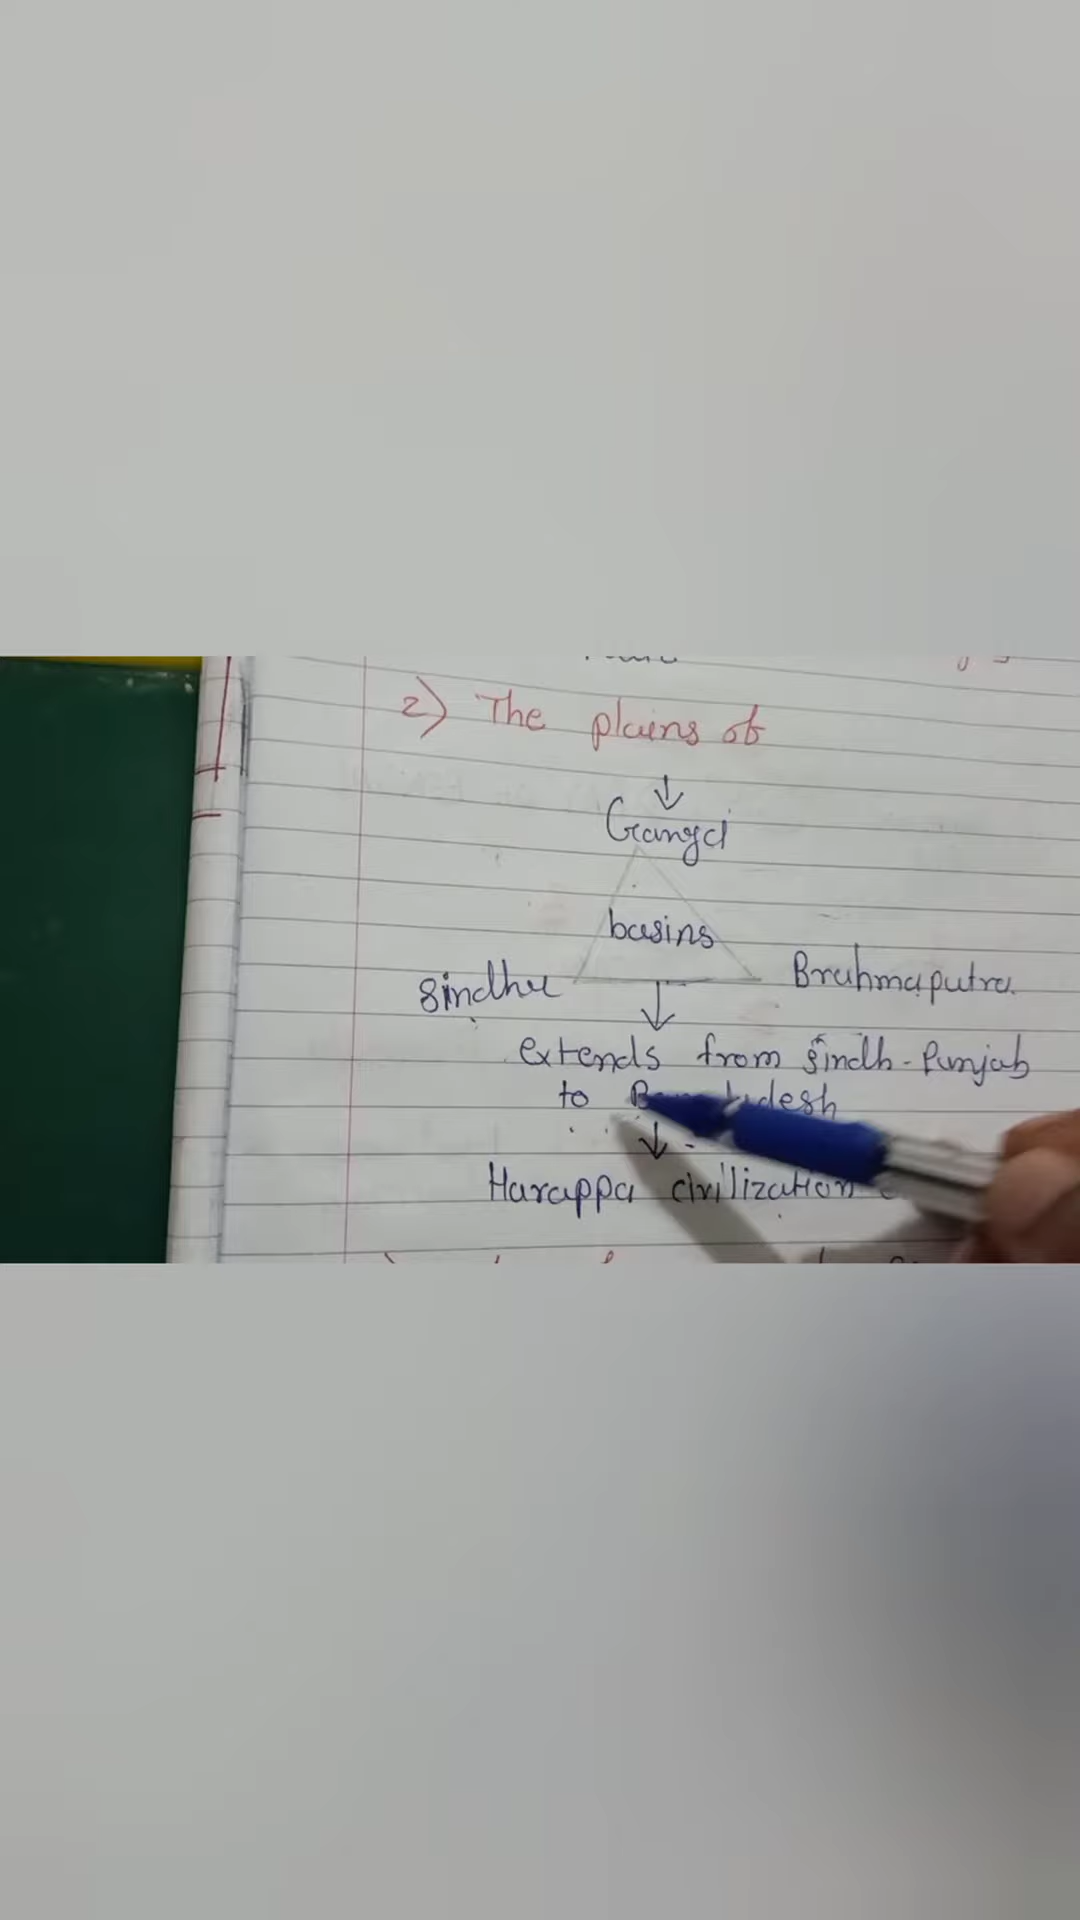 2) The plains of
↓
Ganga
basins
Sindhu
Brahmaputra.
↓
extends from Sindh-Punjab
to
↓
Harappa civilization